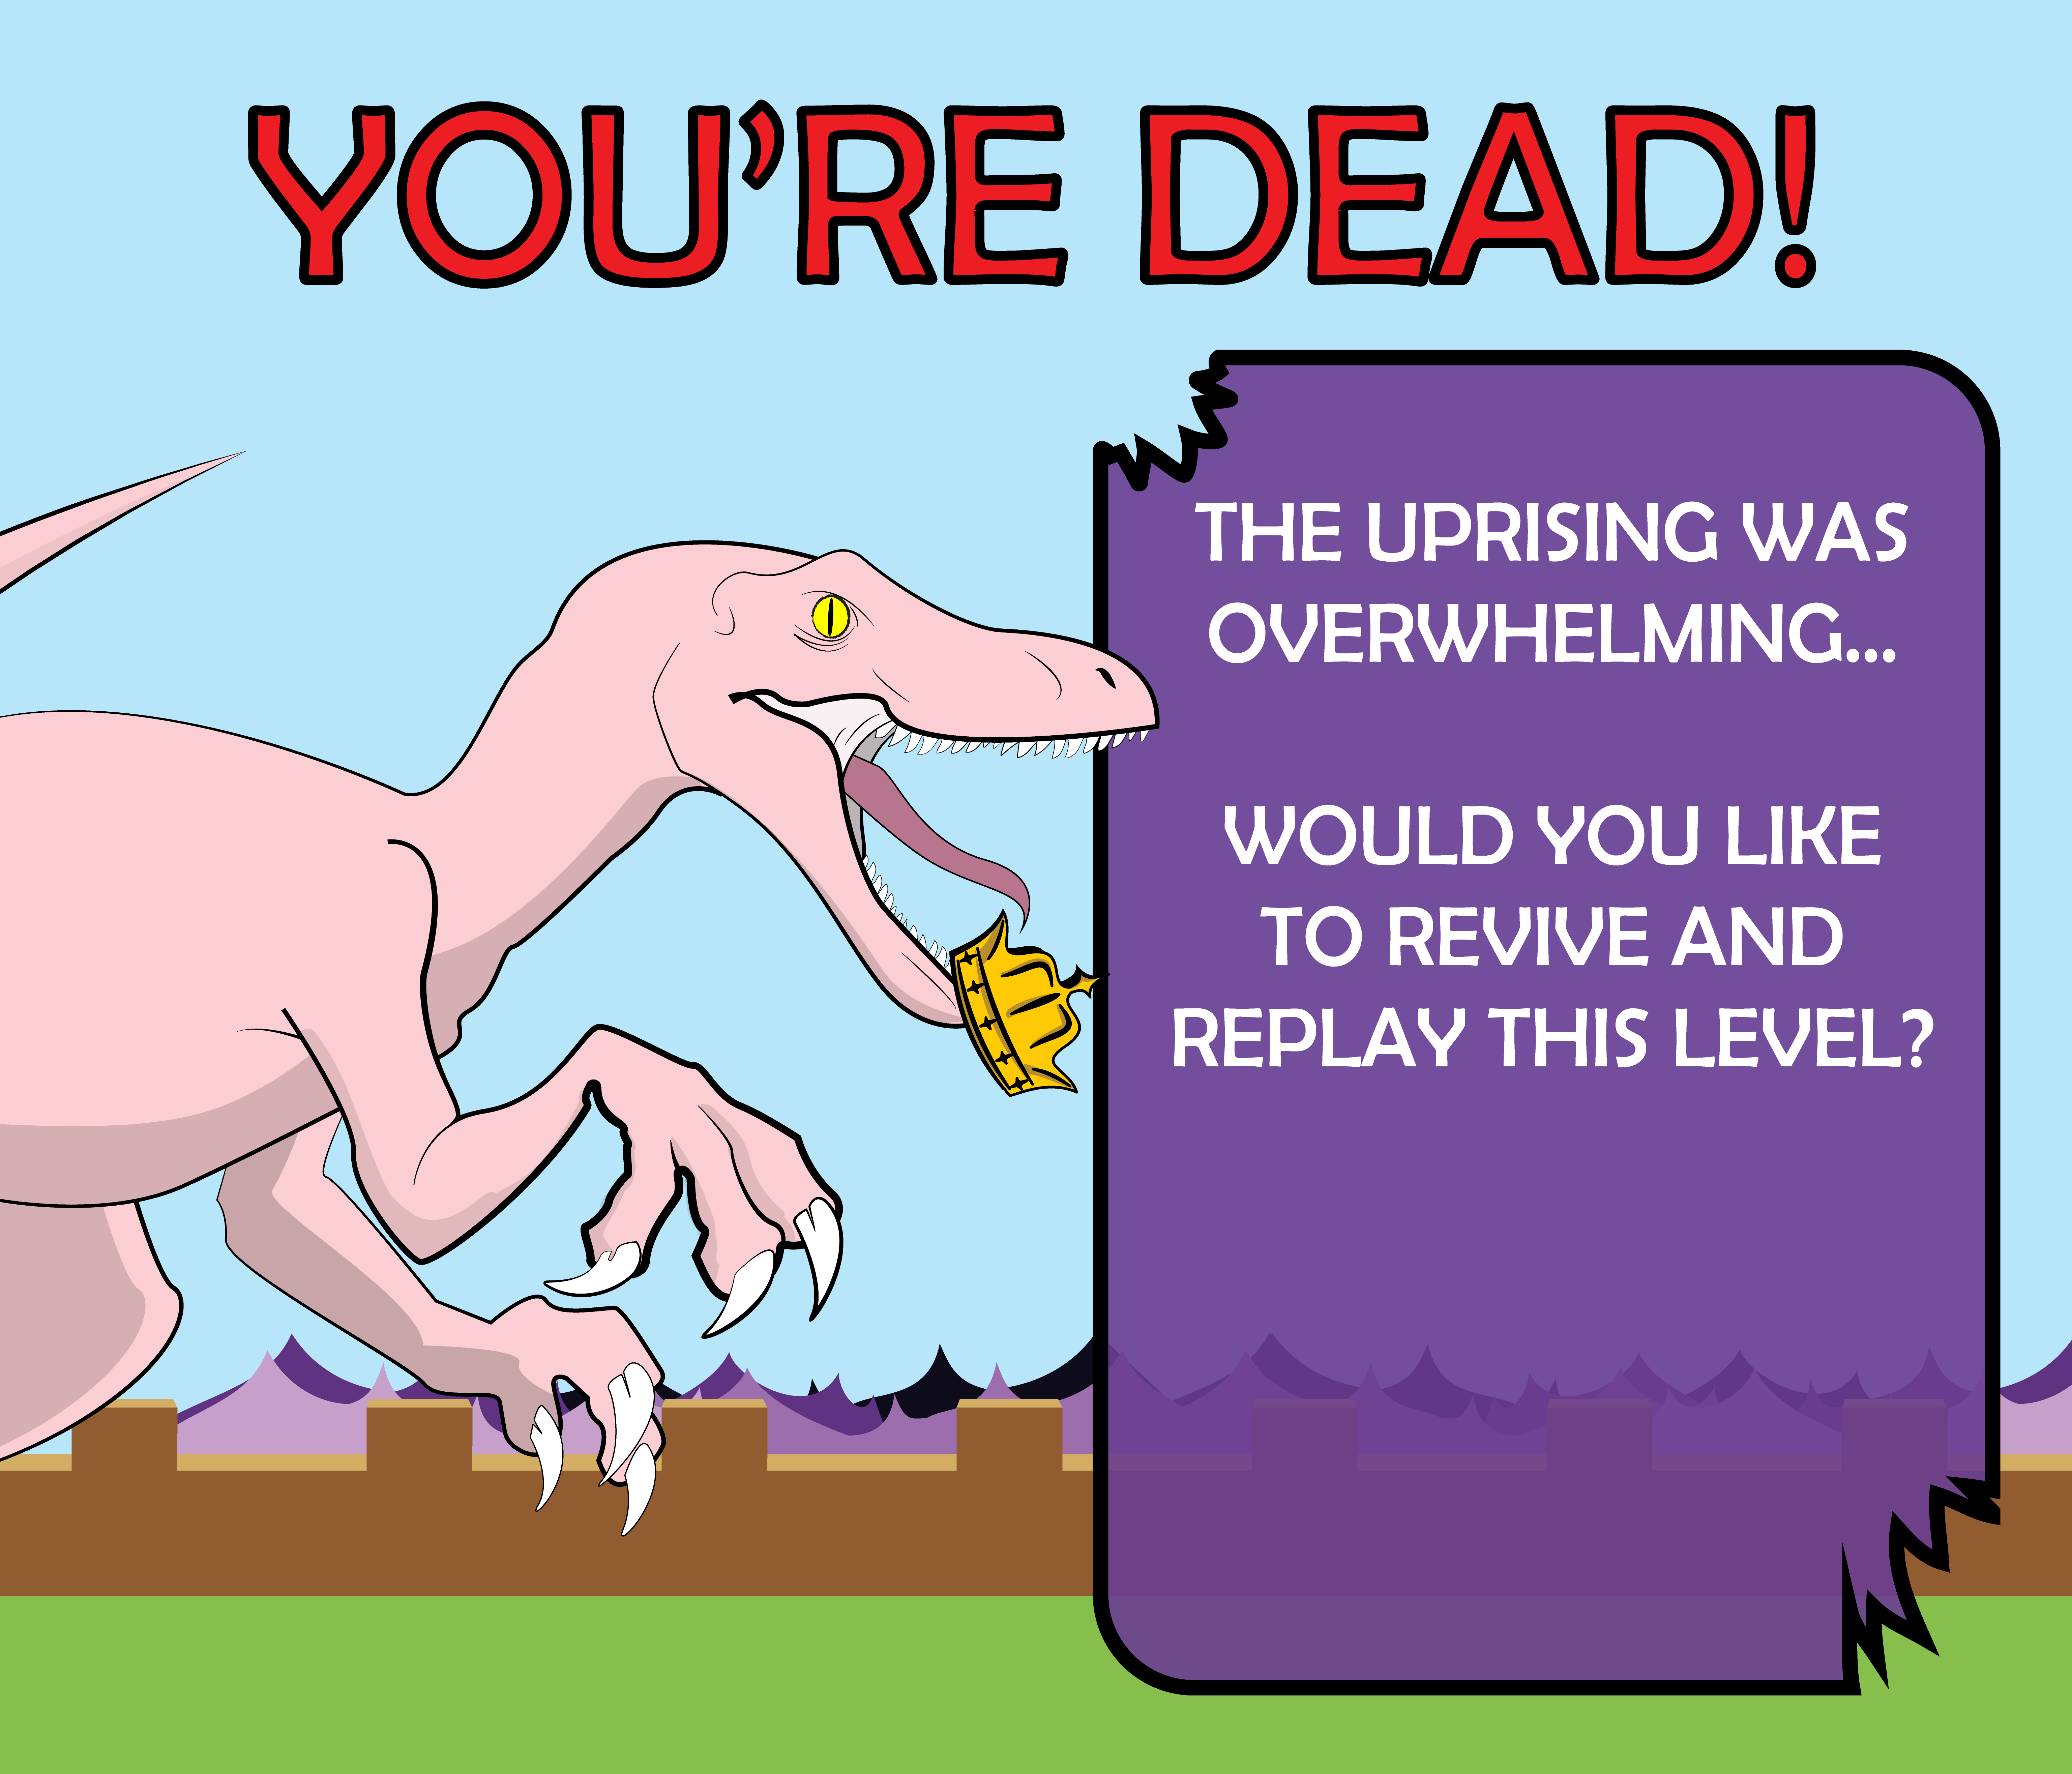 YOU'RE DEAD!
THE UPRISING WAS
OVERWHELMING...
WOULD YOU LIKE
TO REVIVE AND
REPLAY THIS LEVEL?